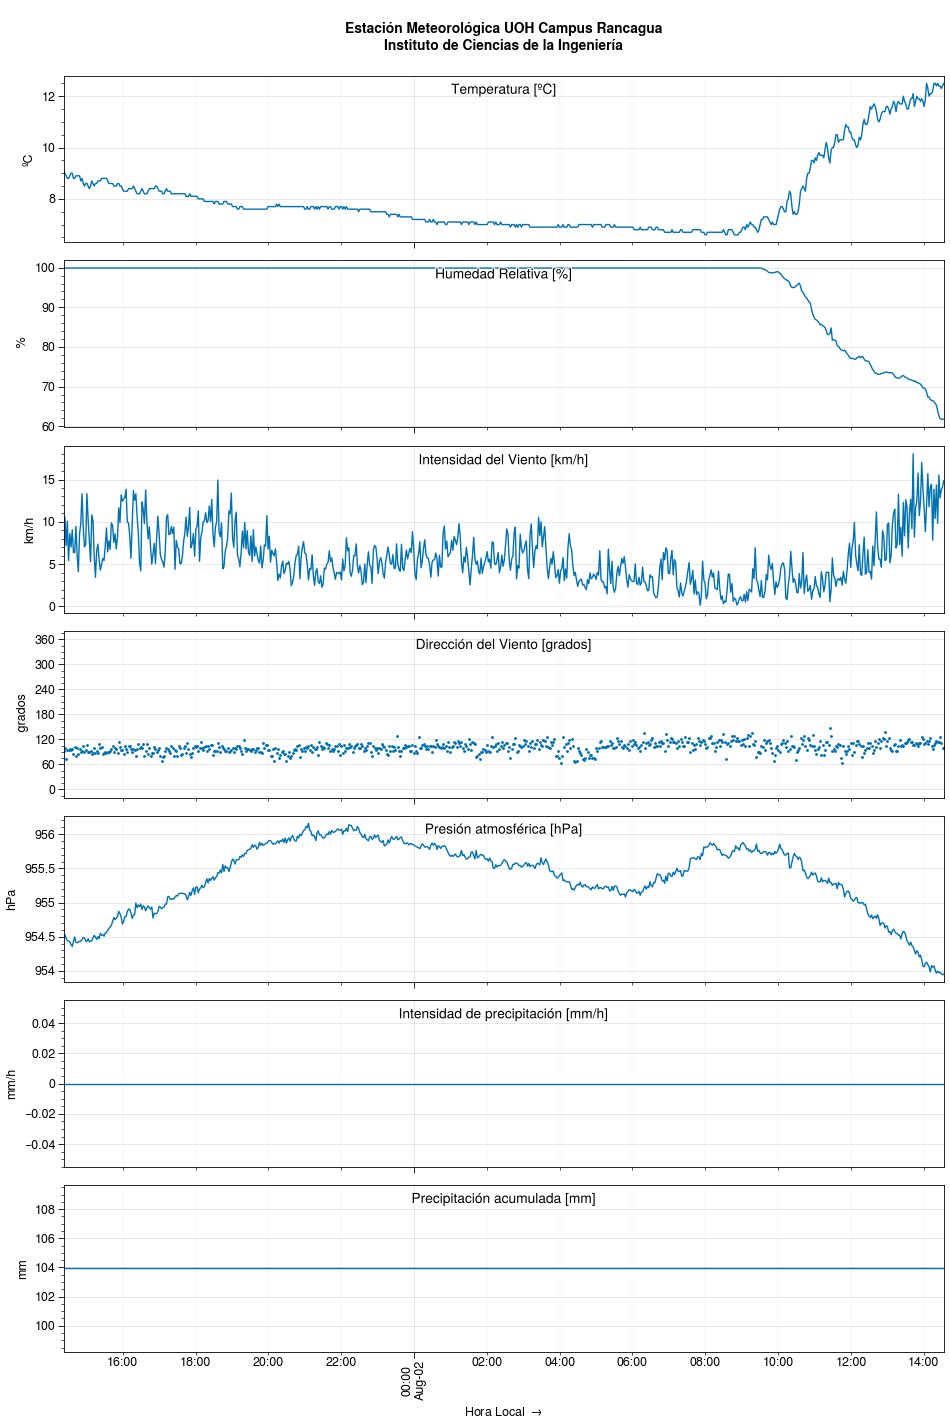 Estación Meteorológica UOH Campus Rancagua
Instituto de Ciencias de la Ingeniería
Temperatura [ºC]
ºC
12
10
8
Humedad Relativa [%]
%
100
90
80
70
60
Intensidad del Viento [km/h]
km/h
15
10
5
0
Dirección del Viento [grados]
grados
360
300
240
180
120
60
0
Presión atmosférica [hPa]
hPa
956
955.5
955
954.5
954
Intensidad de precipitación [mm/h]
mm/h
0.04
0.02
0
−0.02
−0.04
Precipitación acumulada [mm]
mm
108
106
104
102
100
16:00 18:00 20:00 22:00 00:00 02:00 04:00 06:00 08:00 10:00 12:00 14:00
Aug-02
Hora Local →